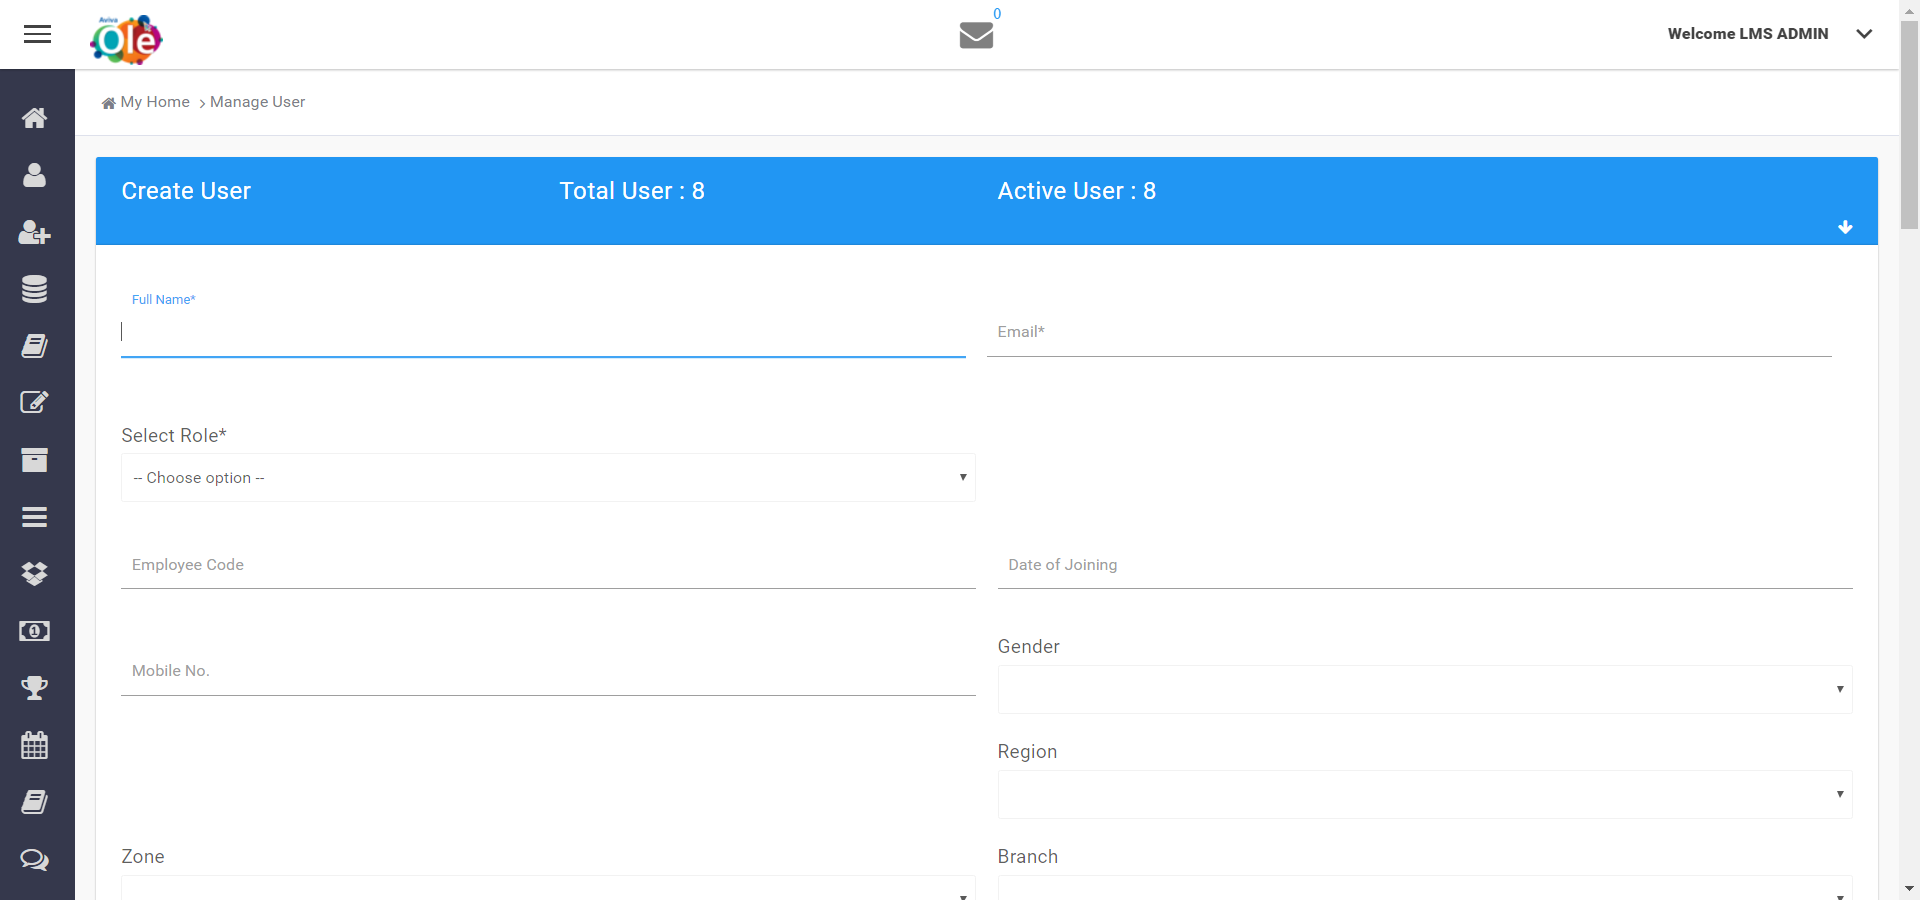 Aviva
Olé
0
Welcome LMS ADMIN
My Home > Manage User
Create User
Total User : 8
Active User : 8
Full Name*
Email*
Select Role*
-- Choose option --
Employee Code
Date of Joining
Mobile No.
Gender
Region
Zone
Branch